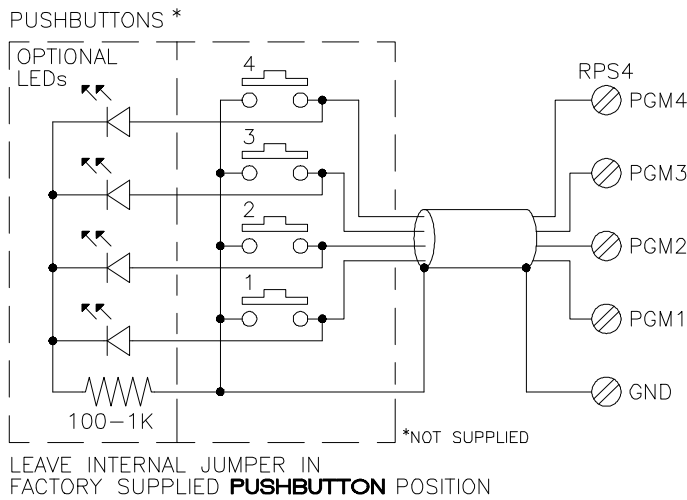 PUSHBUTTONS *
OPTIONAL
LEDs
4
RPS4
PGM4
3
PGM3
2
PGM2
1
PGM1
100-1K
GND
*NOT SUPPLIED
LEAVE INTERNAL JUMPER IN
FACTORY SUPPLIED PUSHBUTTON POSITION